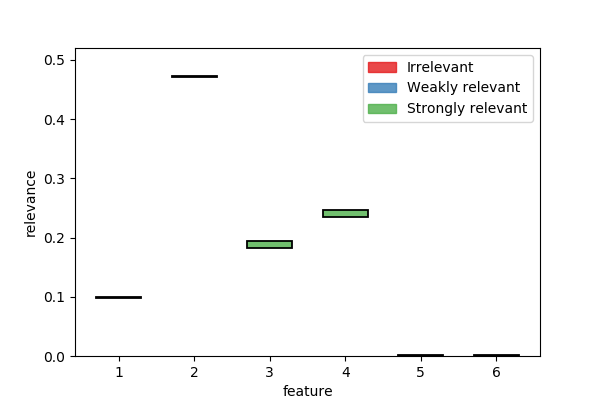 0.5
0.4
0.3
0.2
0.1
0.0
relevance
Irrelevant
Weakly relevant
Strongly relevant
1 2 3 4 5 6
feature